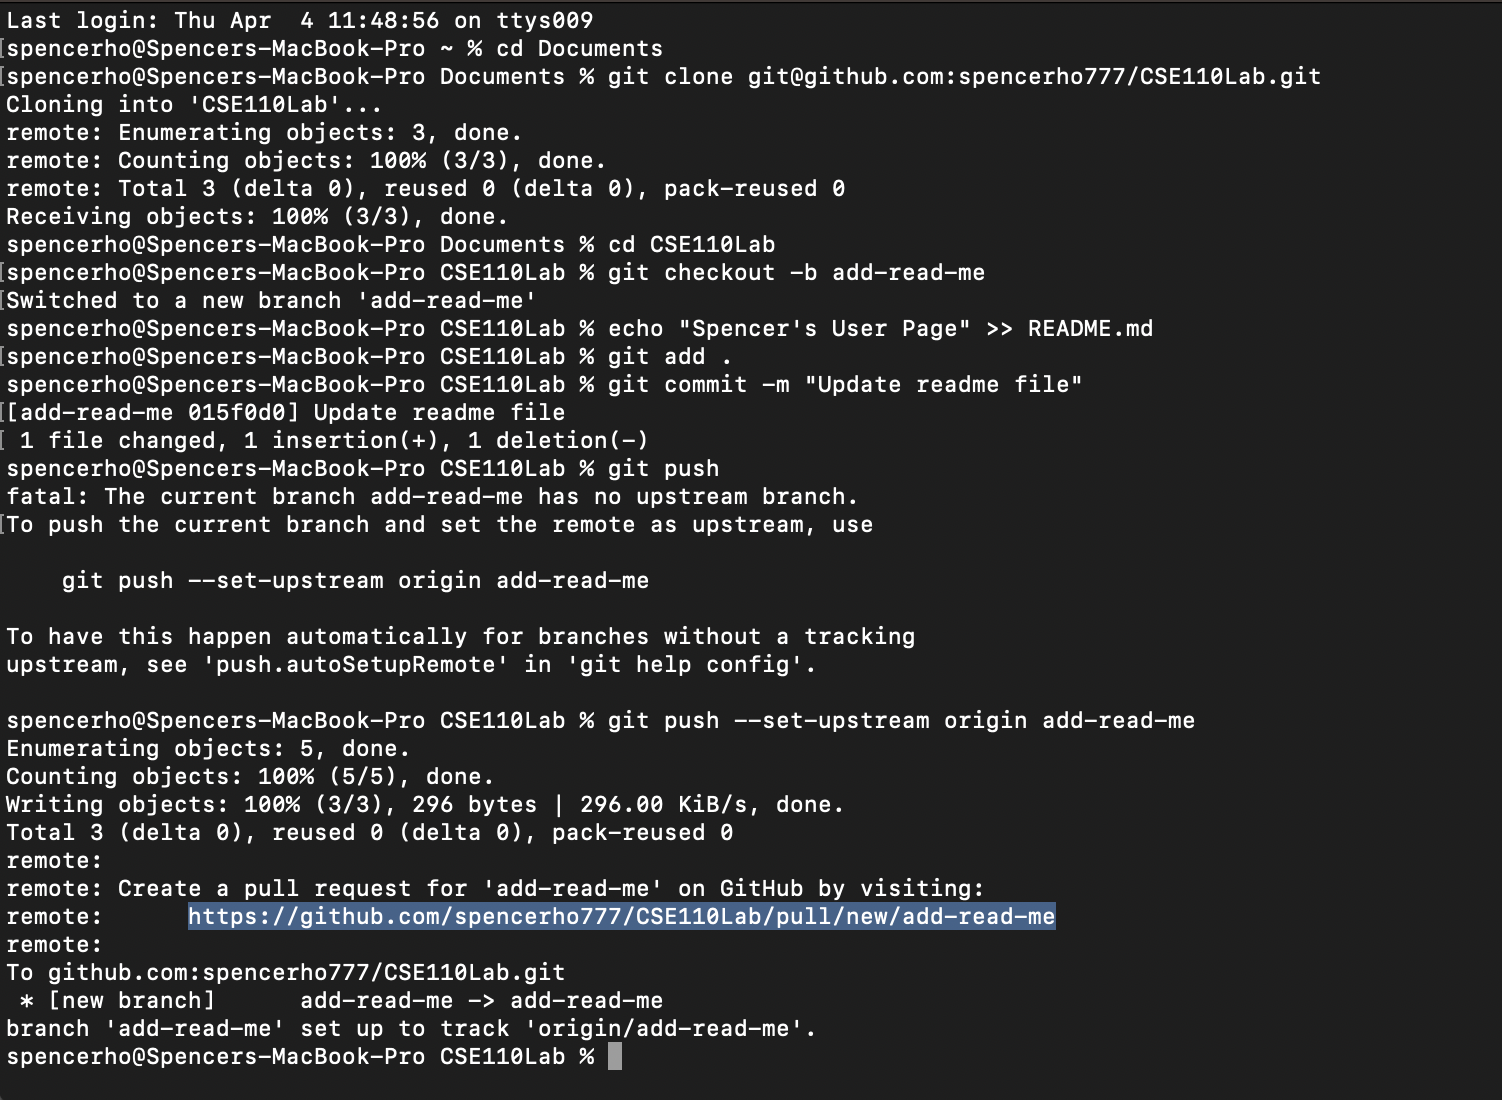 Last login: Thu Apr  4 11:48:56 on ttys009
[spencerho@Spencers-MacBook-Pro ~ % cd Documents
[spencerho@Spencers-MacBook-Pro Documents % git clone git@github.com:spencerho777/CSE110Lab.git
Cloning into 'CSE110Lab'...
remote: Enumerating objects: 3, done.
remote: Counting objects: 100% (3/3), done.
remote: Total 3 (delta 0), reused 0 (delta 0), pack-reused 0
Receiving objects: 100% (3/3), done.
spencerho@Spencers-MacBook-Pro Documents % cd CSE110Lab
[spencerho@Spencers-MacBook-Pro CSE110Lab % git checkout -b add-read-me
[Switched to a new branch 'add-read-me'
spencerho@Spencers-MacBook-Pro CSE110Lab % echo "Spencer's User Page" >> README.md
[spencerho@Spencers-MacBook-Pro CSE110Lab % git add .
spencerho@Spencers-MacBook-Pro CSE110Lab % git commit -m "Update readme file"
[[add-read-me 015f0d0] Update readme file
[ 1 file changed, 1 insertion(+), 1 deletion(-)
spencerho@Spencers-MacBook-Pro CSE110Lab % git push
fatal: The current branch add-read-me has no upstream branch.
[To push the current branch and set the remote as upstream, use
    git push --set-upstream origin add-read-me
To have this happen automatically for branches without a tracking
upstream, see 'push.autoSetupRemote' in 'git help config'.
spencerho@Spencers-MacBook-Pro CSE110Lab % git push --set-upstream origin add-read-me
Enumerating objects: 5, done.
Counting objects: 100% (5/5), done.
Writing objects: 100% (3/3), 296 bytes | 296.00 KiB/s, done.
Total 3 (delta 0), reused 0 (delta 0), pack-reused 0
remote:
remote: Create a pull request for 'add-read-me' on GitHub by visiting:
remote:      https://github.com/spencerho777/CSE110Lab/pull/new/add-read-me
remote:
To github.com:spencerho777/CSE110Lab.git
 * [new branch]      add-read-me -> add-read-me
branch 'add-read-me' set up to track 'origin/add-read-me'.
spencerho@Spencers-MacBook-Pro CSE110Lab %